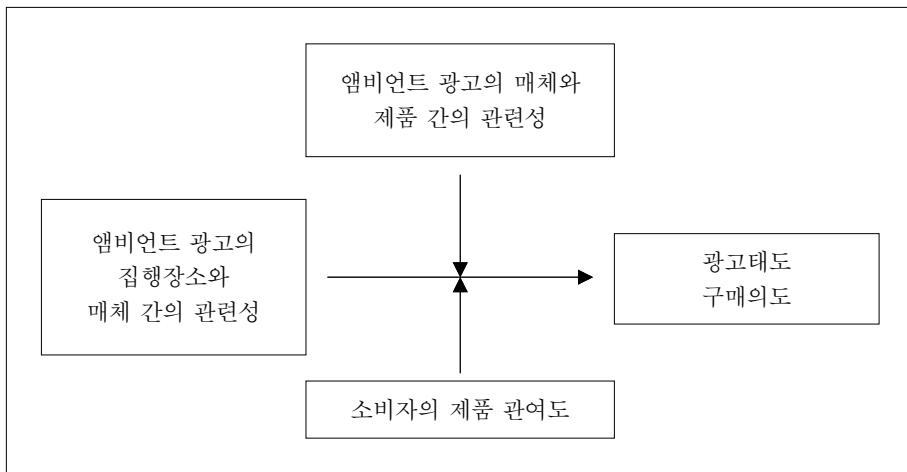 앰비언트 광고의 매체와
제품 간의 관련성
앰비언트 광고의
집행장소와
매체 간의 관련성
광고태도
구매의도
소비자의 제품 관여도